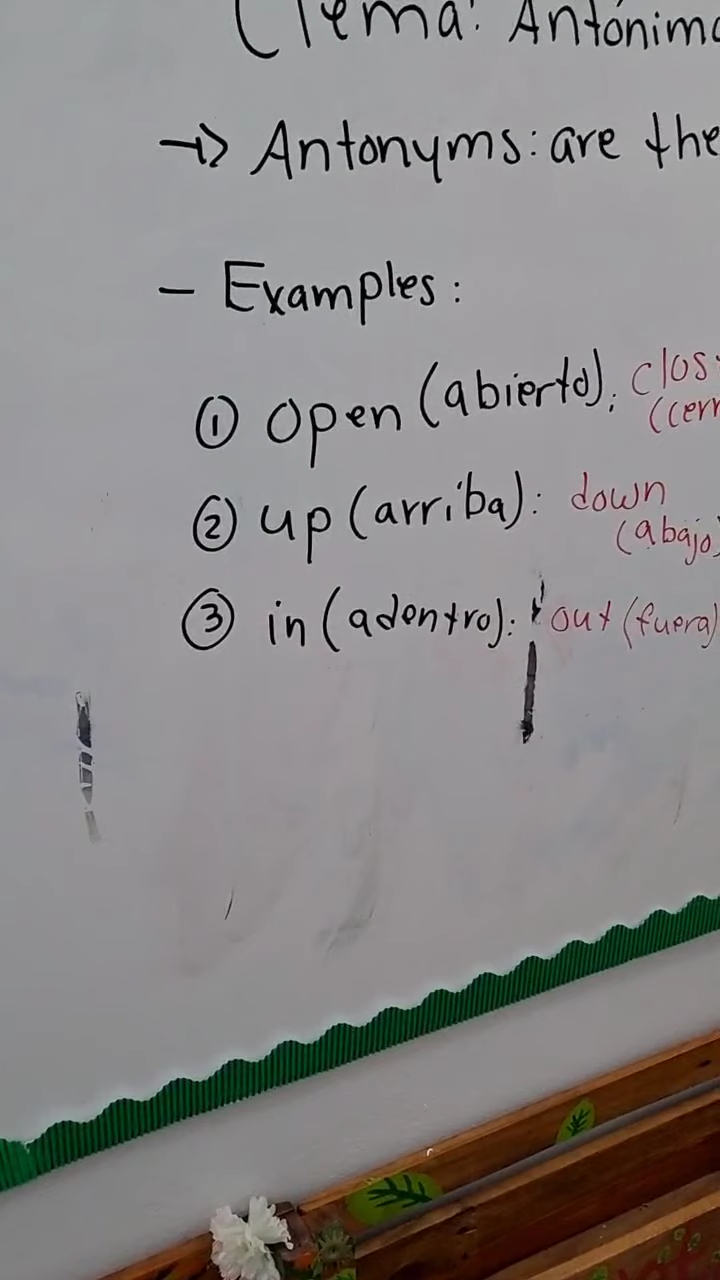 (Tema: Antónimo
→ Antonyms: are the
- Examples:
① Open (abierto): clos
(cerr
② up (arriba): down
(abajo)
③ in (adentro): out (fuera)